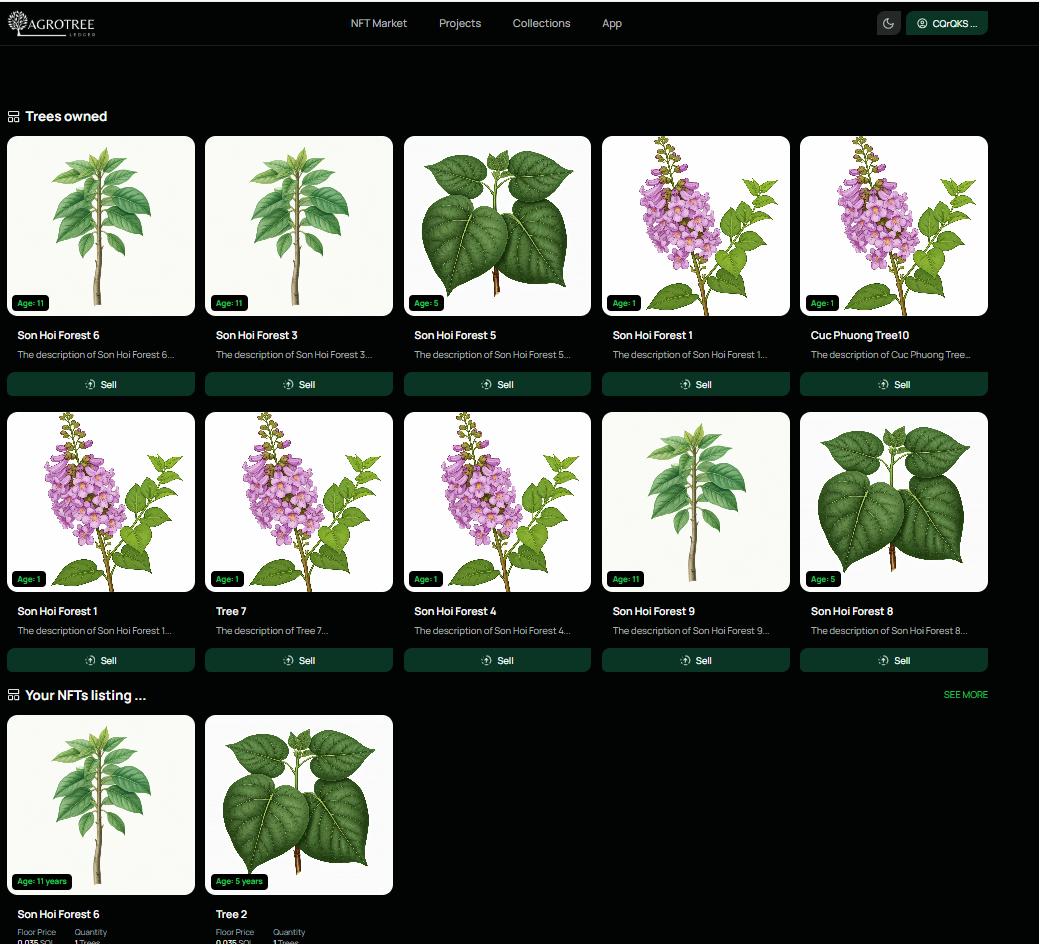 AGROTREE
LEDGER
NFT Market
Projects
Collections
App
CQrQKS ...
Trees owned
Age: 11
Age: 11
Age: 5
Age: 1
Age: 1
Son Hoi Forest 6
Son Hoi Forest 3
Son Hoi Forest 5
Son Hoi Forest 1
Cuc Phuong Tree10
The description of Son Hoi Forest 6...
The description of Son Hoi Forest 3...
The description of Son Hoi Forest 5...
The description of Son Hoi Forest 1...
The description of Cuc Phuong Tree...
Sell
Sell
Sell
Sell
Sell
Age: 1
Age: 1
Age: 1
Age: 11
Age: 5
Son Hoi Forest 1
Tree 7
Son Hoi Forest 4
Son Hoi Forest 9
Son Hoi Forest 8
The description of Son Hoi Forest 1...
The description of Tree 7...
The description of Son Hoi Forest 4...
The description of Son Hoi Forest 9...
The description of Son Hoi Forest 8...
Sell
Sell
Sell
Sell
Sell
Your NFTs listing ...
SEE MORE
Age: 11 years
Age: 5 years
Son Hoi Forest 6
Tree 2
Floor Price
Quantity
Floor Price
Quantity
0.035 SOL
1 Trees
0.035 SOL
1 Trees